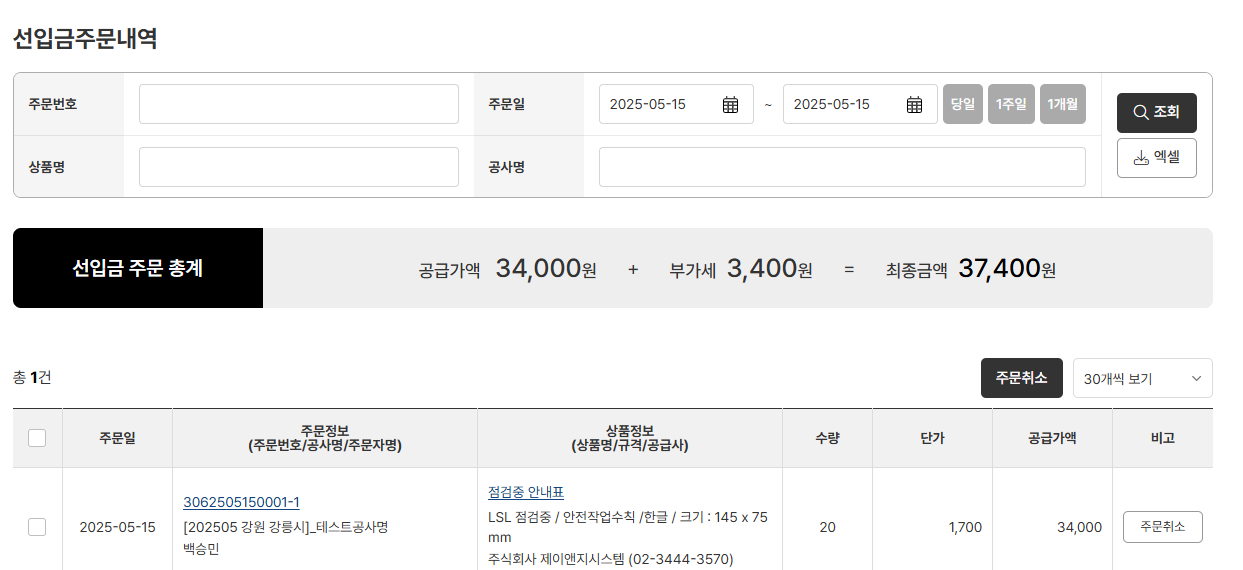 선입금주문내역
주문번호
주문일
2025-05-15
~
2025-05-15
당일
1주일
1개월
조회
상품명
공사명
엑셀
선입금 주문 총계
공급가액 34,000원 + 부가세 3,400원 = 최종금액 37,400원
총 1건
주문취소
30개씩 보기
주문일
주문정보
(주문번호/공사명/주문자명)
상품정보
(상품명/규격/공급사)
수량
단가
공급가액
비고
2025-05-15
3062505150001-1
[202505 강원 강릉시]_테스트공사명
백승민
점검중 안내표
LSL 점검중 / 안전작업수칙 /한글 / 크기 : 145 x 75
mm
주식회사 제이앤지시스템 (02-3444-3570)
20
1,700
34,000
주문취소